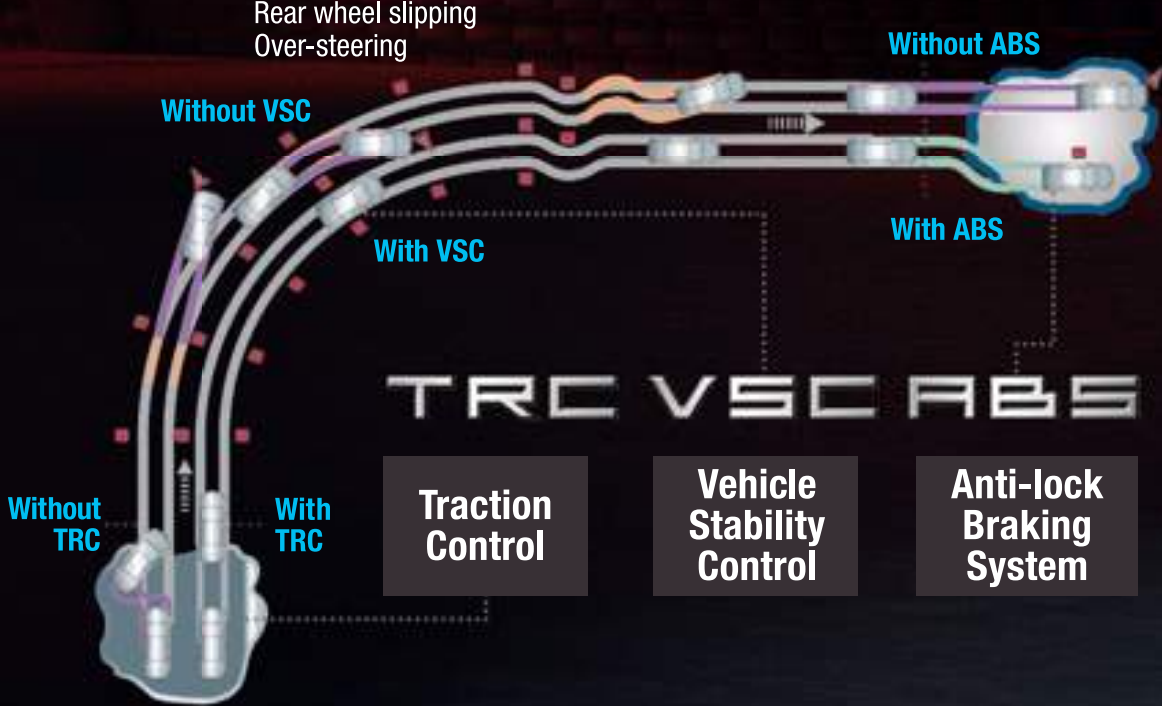 Rear wheel slipping
Over-steering
Without ABS
Without VSC
With ABS
With VSC
TRC VSC ABS
Without
TRC
With
TRC
Traction
Control
Vehicle
Stability
Control
Anti-lock
Braking
System